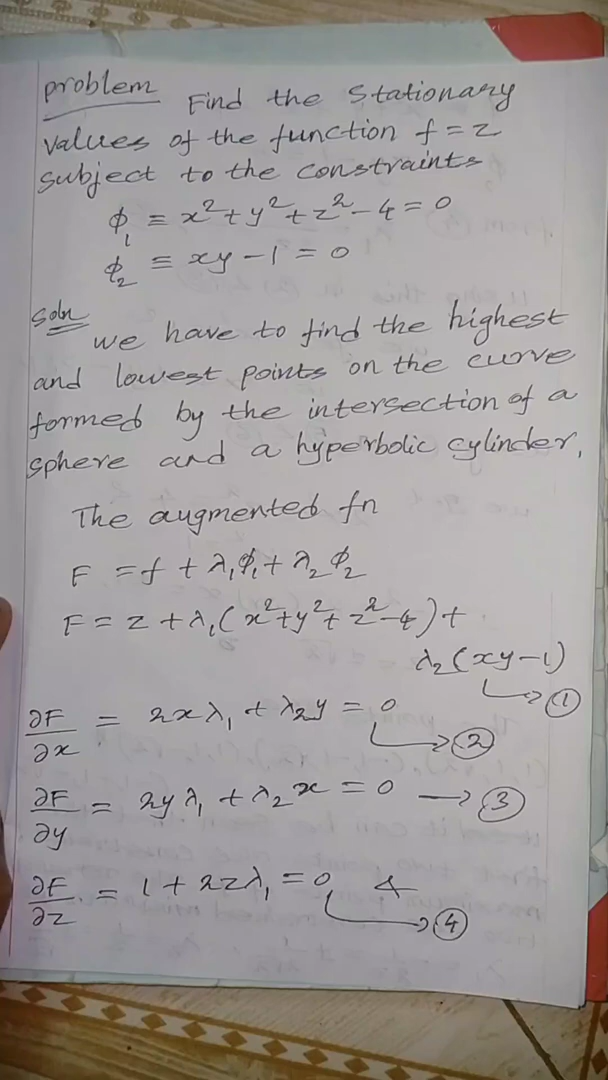 problem Find the Stationary
values of the function f = z
subject to the constraints
ϕ₁ ≡ x² + y² + z² - 4 = 0
ϕ₂ ≡ xy - 1 = 0
Soln
we have to find the highest
and lowest points on the curve
formed by the intersection of a
sphere and a hyperbolic cylinder.
The augmented fn
F = f + λ₁ϕ₁ + λ₂ϕ₂
F = z + λ₁(x² + y² + z² - 4) +
λ₂(xy - 1)
→ ①
∂F/∂x = 2xλ₁ + λ₂y = 0
→ ②
∂F/∂y = 2yλ₁ + λ₂x = 0 → ③
∂F/∂z = 1 + 2zλ₁ = 0 &
→ ④